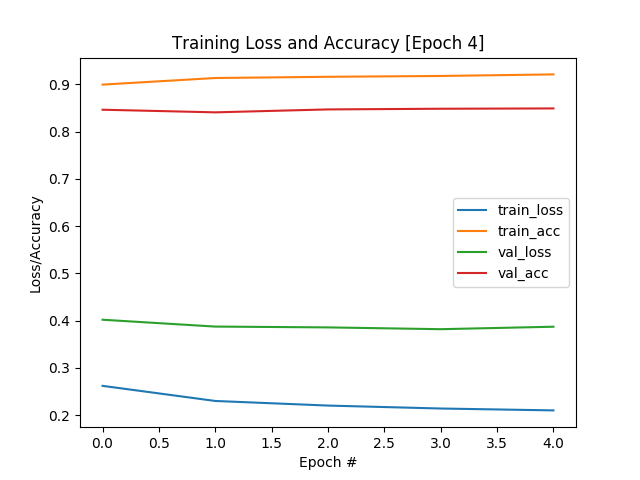 Training Loss and Accuracy [Epoch 4]
0.9
0.8
0.7
0.6
0.5
0.4
0.3
0.2
Loss/Accuracy
train_loss
train_acc
val_loss
val_acc
0.0 0.5 1.0 1.5 2.0 2.5 3.0 3.5 4.0
Epoch #